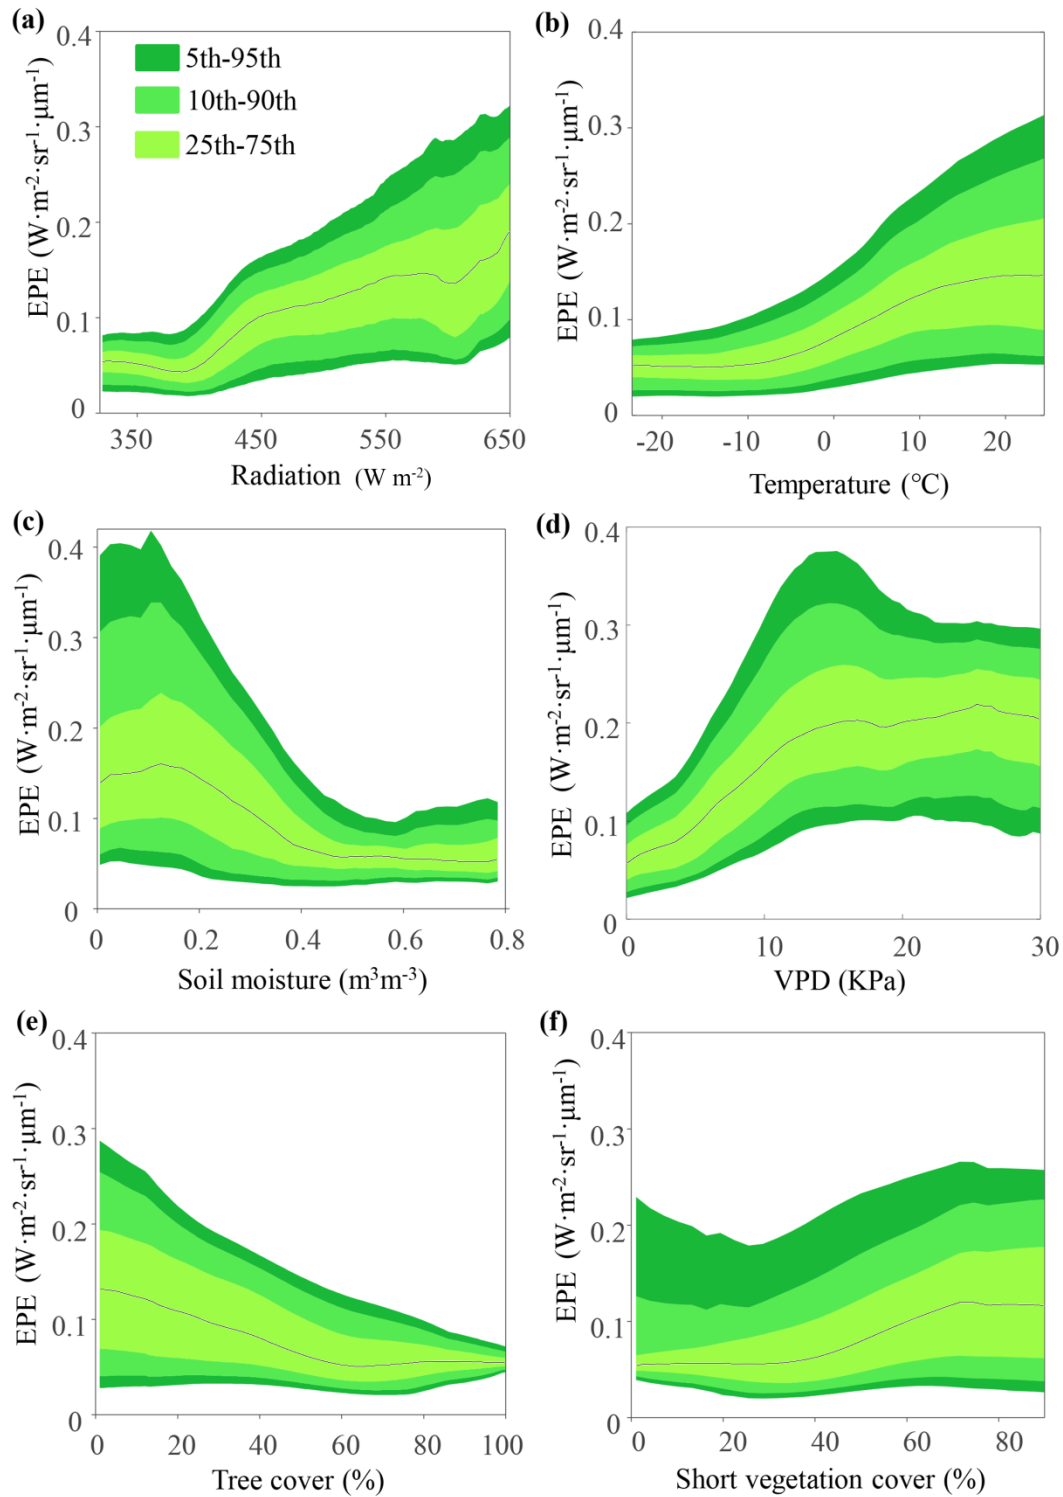 (a)
0.4
0.3
0.2
0.1
0
EPE (W·m⁻²·sr⁻¹·μm⁻¹)
5th-95th
10th-90th
25th-75th
350 450 550 650
Radiation (W m⁻²)
(b)
0.4
0.3
0.2
0.1
0
EPE (W·m⁻²·sr⁻¹·μm⁻¹)
-20 -10 0 10 20
Temperature (°C)
(c)
0.4
0.3
0.2
0.1
0
EPE (W·m⁻²·sr⁻¹·μm⁻¹)
0 0.2 0.4 0.6 0.8
Soil moisture (m³m⁻³)
(d)
0.4
0.3
0.2
0.1
0
EPE (W·m⁻²·sr⁻¹·μm⁻¹)
0 10 20 30
VPD (KPa)
(e)
0.4
0.3
0.2
0.1
0
EPE (W·m⁻²·sr⁻¹·μm⁻¹)
0 20 40 60 80 100
Tree cover (%)
(f)
0.4
0.3
0.2
0.1
0
EPE (W·m⁻²·sr⁻¹·μm⁻¹)
0 20 40 60 80
Short vegetation cover (%)